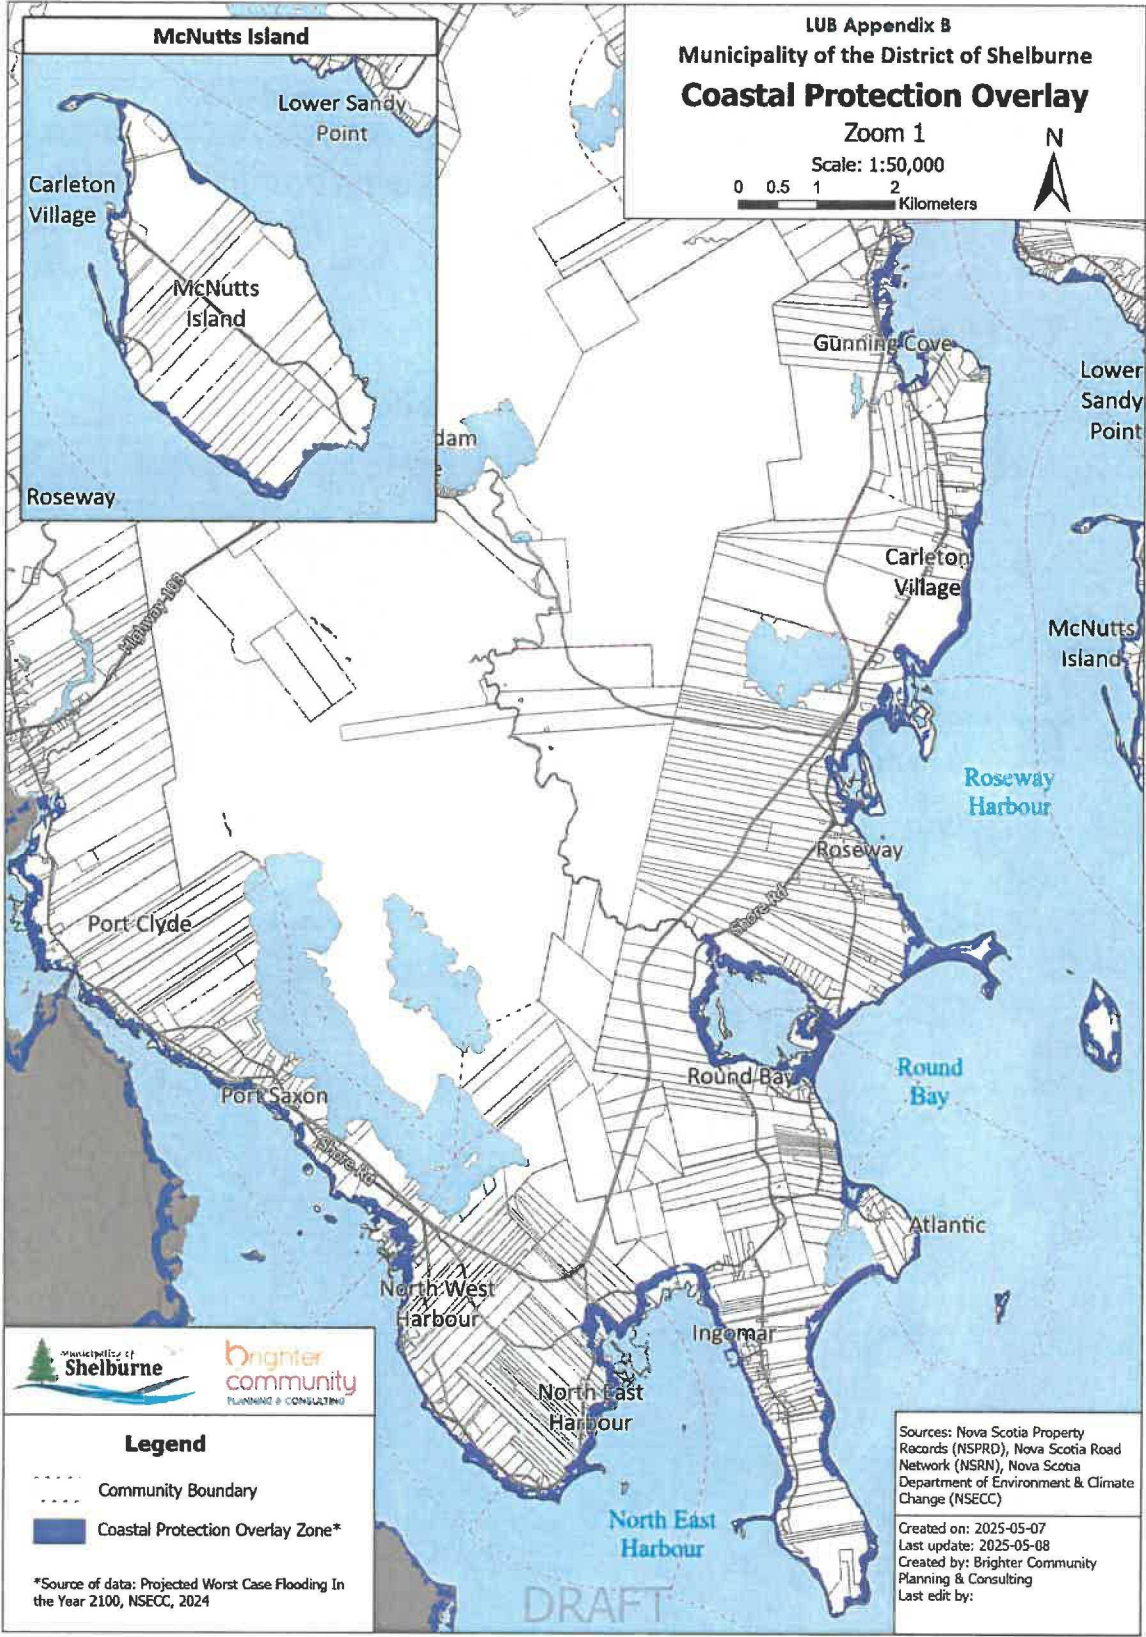 McNutts Island
Lower Sandy
Point
Carleton
Village
McNutts
Island
Roseway
LUB Appendix B
Municipality of the District of Shelburne
Coastal Protection Overlay
Zoom 1
Scale: 1:50,000
N
0 0.5 1 2
Kilometers
Gunning Cove
Lower
Sandy
Point
dam
Carleton
Village
McNutts
Island
Highway 103
Roseway
Harbour
Roseway
Shore Rd
Port Clyde
Round Bay
Round
Bay
Port Saxon
Shore Rd
Atlantic
North West
Harbour
Ingomar
North East
Harbour
North East
Harbour
DRAFT
Municipality of
Shelburne
brighter
community
PLANNING & CONSULTING
Legend
Community Boundary
Coastal Protection Overlay Zone*
*Source of data: Projected Worst Case Flooding In
the Year 2100, NSECC, 2024
Sources: Nova Scotia Property
Records (NSPRD), Nova Scotia Road
Network (NSRN), Nova Scotia
Department of Environment & Climate
Change (NSECC)
Created on: 2025-05-07
Last update: 2025-05-08
Created by: Brighter Community
Planning & Consulting
Last edit by: